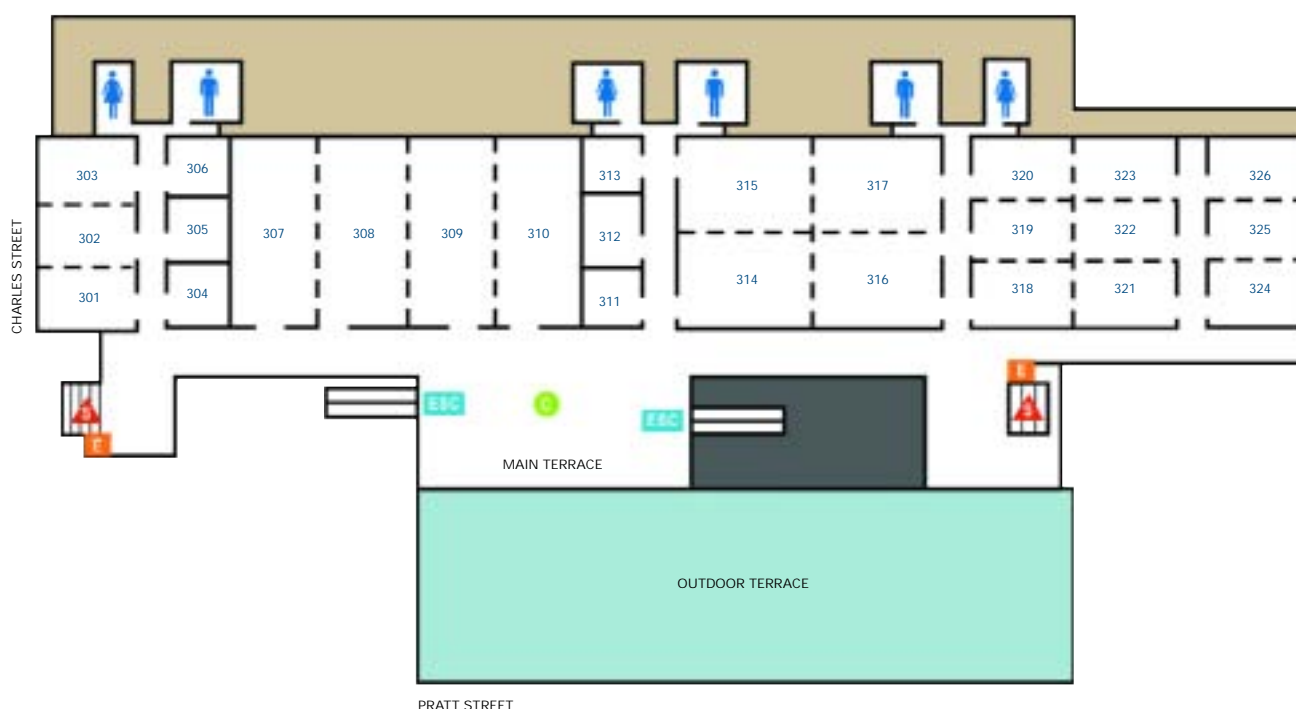 303
306
313
315
317
320
323
326
302
305
307
308
309
310
312
319
322
325
301
304
311
314
316
318
321
324
CHARLES STREET
E
S
ESC
C
ESC
S
E
MAIN TERRACE
OUTDOOR TERRACE
PRATT STREET